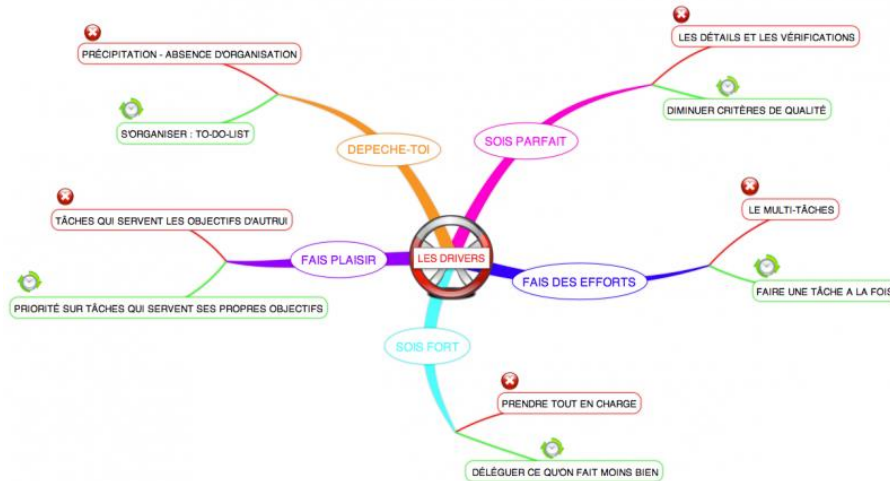 LES DRIVERS
SOIS PARFAIT
LES DÉTAILS ET LES VÉRIFICATIONS
DIMINUER CRITÈRES DE QUALITÉ
FAIS DES EFFORTS
LE MULTI-TÂCHES
FAIRE UNE TÂCHE A LA FOIS
SOIS FORT
PRENDRE TOUT EN CHARGE
DÉLÉGUER CE QU'ON FAIT MOINS BIEN
FAIS PLAISIR
TÂCHES QUI SERVENT LES OBJECTIFS D'AUTRUI
PRIORITÉ SUR TÂCHES QUI SERVENT SES PROPRES OBJECTIFS
DEPECHE-TOI
PRÉCIPITATION - ABSENCE D'ORGANISATION
S'ORGANISER : TO-DO-LIST